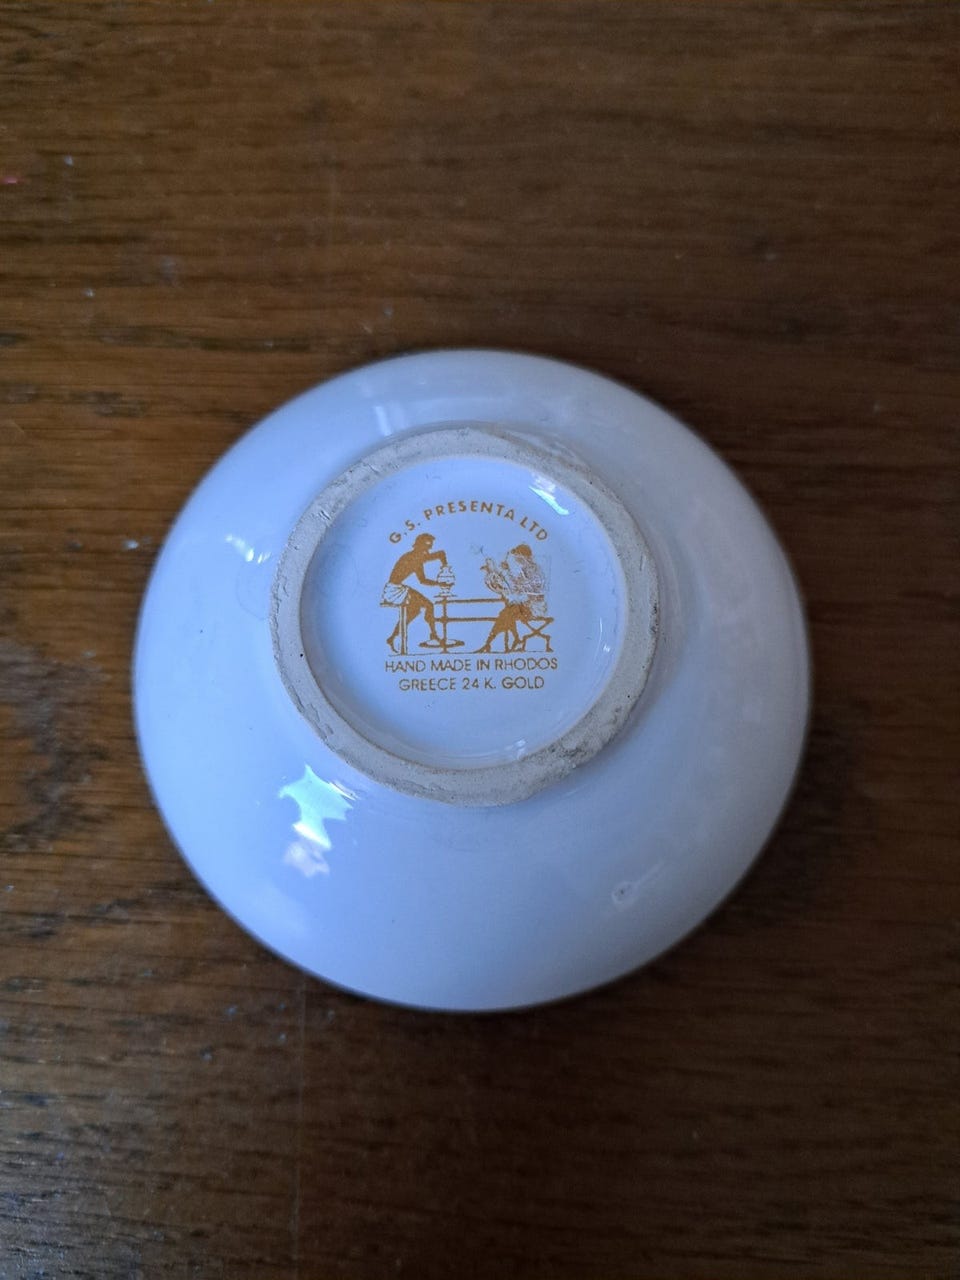 G.S. PRESENTA LTD
HAND MADE IN RHODOS
GREECE 24 K. GOLD